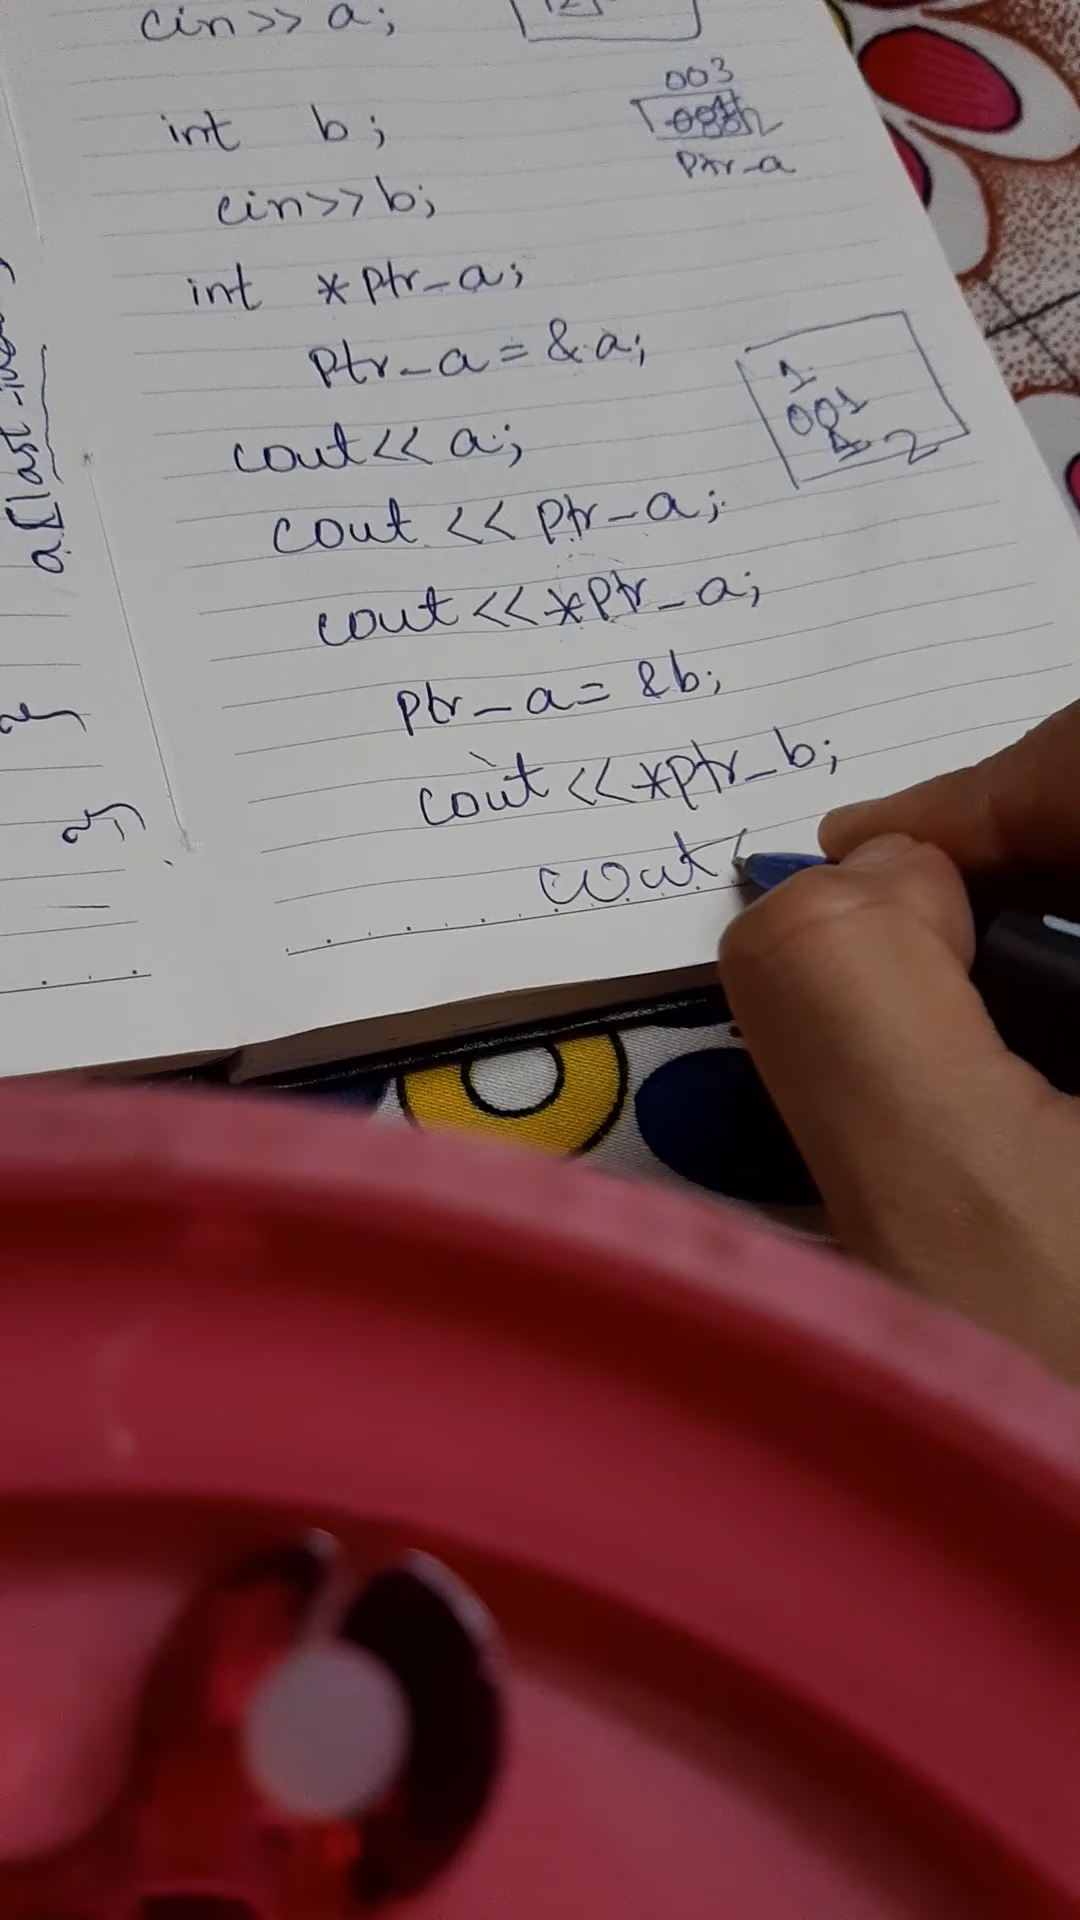 cin>> a;
int b;
cin>>b;
int *ptr_a;
ptr_a = &a;
cout<< a;
cout << ptr_a;
cout <<*ptr_a;
ptr_a = &b;
cout <<*ptr_b;
cout<
003
ptr_a
1
001
2
a[last